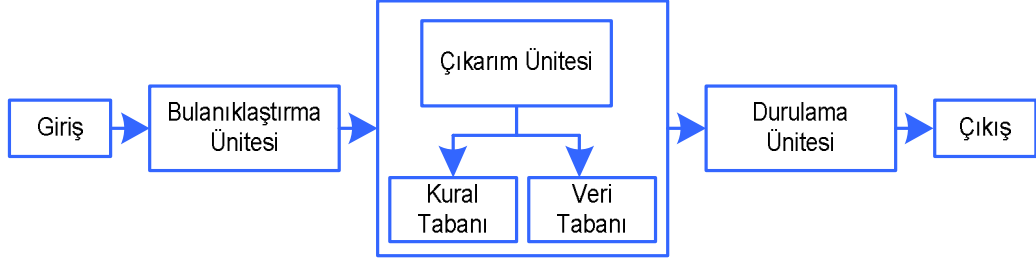 Giriş
Bulanıklaştırma
Ünitesi
Çıkarım Ünitesi
Kural
Tabanı
Veri
Tabanı
Durulama
Ünitesi
Çıkış